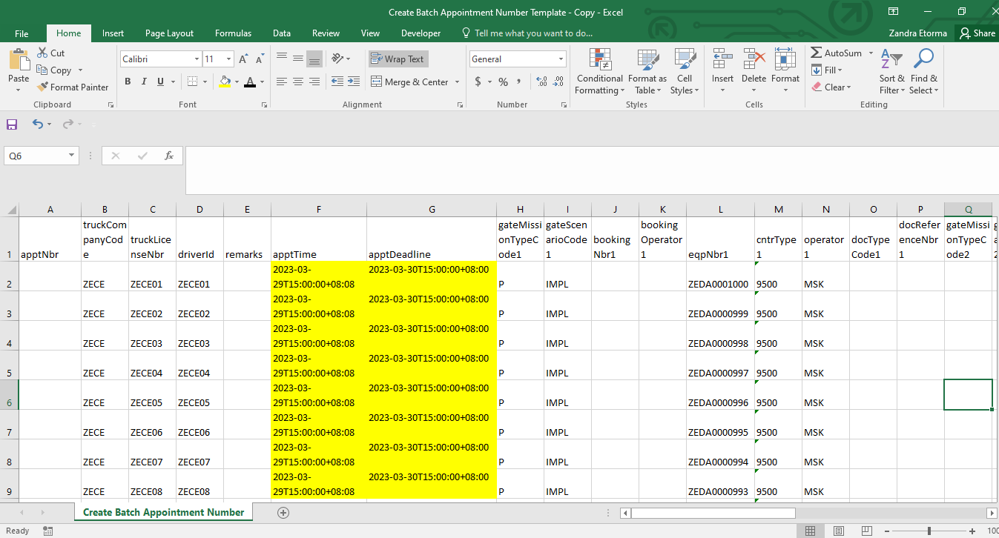 Create Batch Appointment Number Template - Copy - Excel
File Home Insert Page Layout Formulas Data Review View Developer Tell me what you want to do... Zandra Etorma Share
Paste Cut Copy Format Painter Clipboard
Calibri 11 B I U A Font
Wrap Text Merge & Center Alignment
General $ % , Number
Conditional Formatting Format as Table Cell Styles Styles
Insert Delete Format Cells
AutoSum Fill Clear Sort & Filter Find & Select Editing
Q6 fx
A B C D E F G H I J K L M N O P Q
1 apptNbr truckCompanyCode truckLicenseNbr driverId remarks apptTime apptDeadline gateMissionTypeCode1 gateScenarioCode1 bookingNbr1 bookingOperator1 eqpNbr1 cntrType1 operator1 docTypeCode1 docReferenceNbr1 gateMissionTypeCode2
2 ZECE ZECE01 ZECE01 2023-03-29T15:00:00+08:08 2023-03-30T15:00:00+08:00 P IMPL ZEDA0001000 9500 MSK
3 ZECE ZECE02 ZECE02 2023-03-29T15:00:00+08:08 2023-03-30T15:00:00+08:00 P IMPL ZEDA0000999 9500 MSK
4 ZECE ZECE03 ZECE03 2023-03-29T15:00:00+08:08 2023-03-30T15:00:00+08:00 P IMPL ZEDA0000998 9500 MSK
5 ZECE ZECE04 ZECE04 2023-03-29T15:00:00+08:08 2023-03-30T15:00:00+08:00 P IMPL ZEDA0000997 9500 MSK
6 ZECE ZECE05 ZECE05 2023-03-29T15:00:00+08:08 2023-03-30T15:00:00+08:00 P IMPL ZEDA0000996 9500 MSK
7 ZECE ZECE06 ZECE06 2023-03-29T15:00:00+08:08 2023-03-30T15:00:00+08:00 P IMPL ZEDA0000995 9500 MSK
8 ZECE ZECE07 ZECE07 2023-03-29T15:00:00+08:08 2023-03-30T15:00:00+08:00 P IMPL ZEDA0000994 9500 MSK
9 ZECE ZECE08 ZECE08 2023-03-29T15:00:00+08:08 2023-03-30T15:00:00+08:00 P IMPL ZEDA0000993 9500 MSK
Create Batch Appointment Number
Ready 100